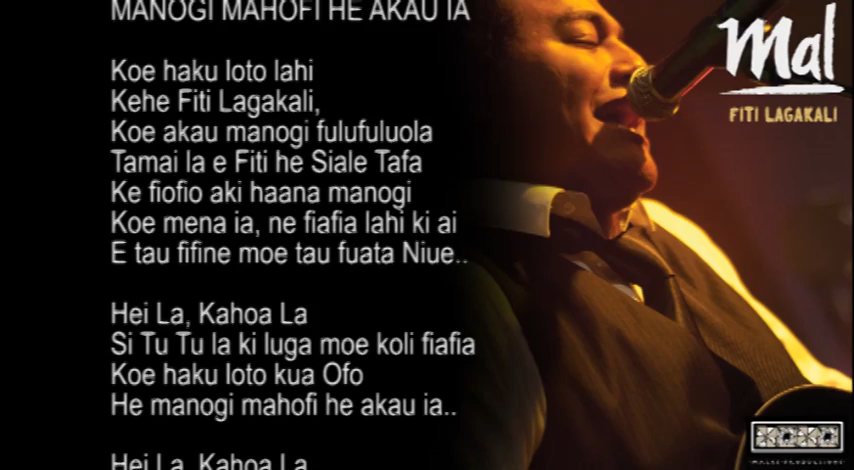 MANOGI MAHOFI HE AKAU IA
Koe haku loto lahi
Kehe Fiti Lagakali,
Koe akau manogi fulufuluola
Tamai la e Fiti he Siale Tafa
Ke fiofio aki haana manogi
Koe mena ia, ne fiafia lahi ki ai
E tau fifine moe tau fuata Niue..
Hei La, Kahoa La
Si Tu Tu la ki luga moe koli fiafia
Koe haku loto kua Ofo
He manogi mahofi he akau ia..
Hei La, Kahoa La
Mal
FITI LAGAKALI